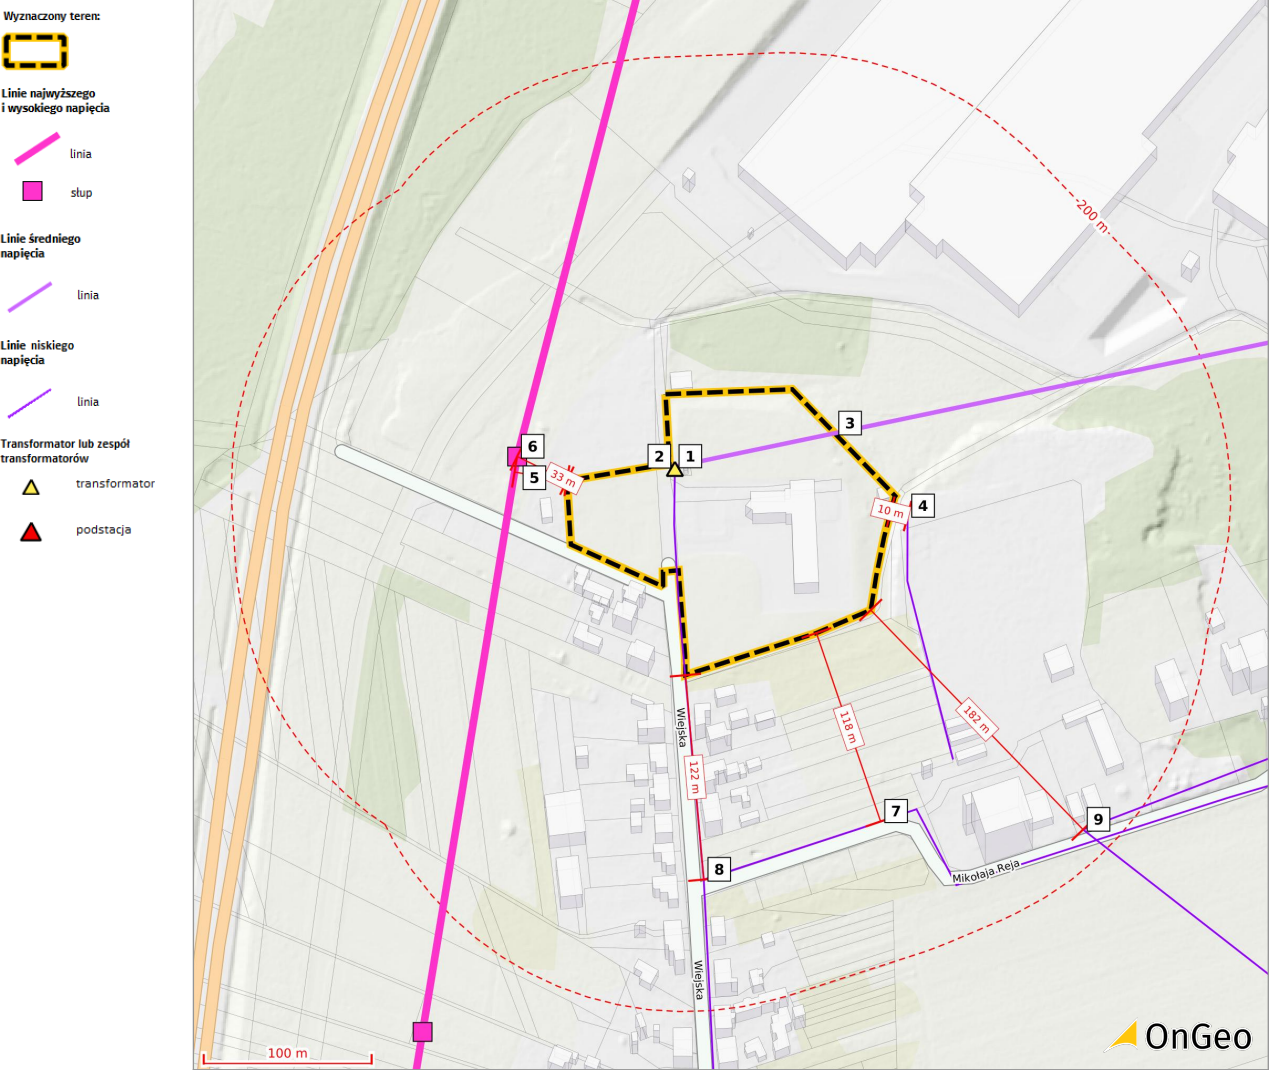 Wyznaczony teren:
Linie najwyższego
i wysokiego napięcia
linia
słup
Linie średniego
napięcia
linia
Linie niskiego
napięcia
linia
Transformator lub zespół
transformatorów
transformator
podstacja
200 m
3
6
2
1
5
33 m
4
10 m
Wiejska
118 m
182 m
122 m
7
9
8
Mikołaja Reja
Wiejska
OnGeo
100 m